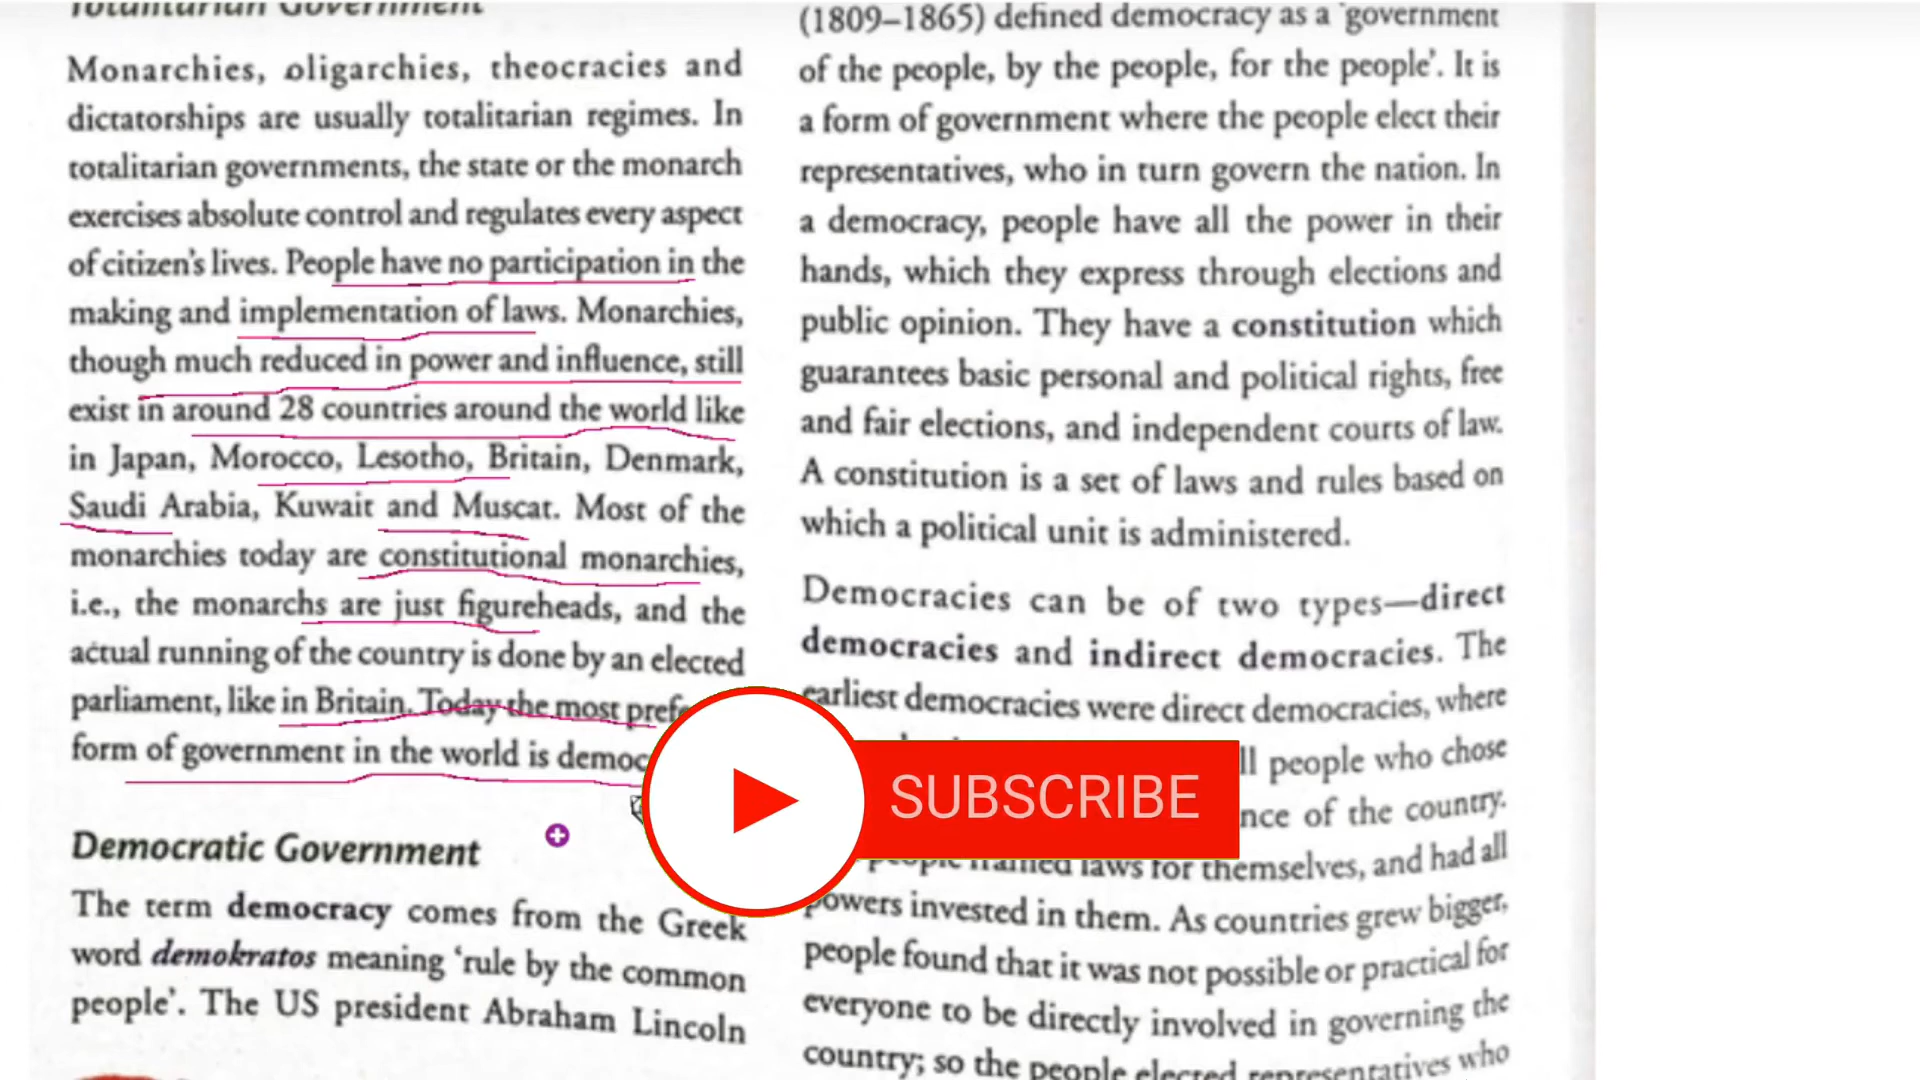 Totalitarian Government
Monarchies, oligarchies, theocracies and
dictatorships are usually totalitarian regimes. In
totalitarian governments, the state or the monarch
exercises absolute control and regulates every aspect
of citizen's lives. People have no participation in the
making and implementation of laws. Monarchies,
though much reduced in power and influence, still
exist in around 28 countries around the world like
in Japan, Morocco, Lesotho, Britain, Denmark,
Saudi Arabia, Kuwait and Muscat. Most of the
monarchies today are constitutional monarchies,
i.e., the monarchs are just figureheads, and the
actual running of the country is done by an elected
parliament, like in Britain. Today the most
form of government in the world is
Democratic Government
The term democracy comes from the Greek
word demokratos meaning 'rule by the common
people'. The US president Abraham Lincoln
(1809–1865) defined democracy as a 'government
of the people, by the people, for the people'. It is
a form of government where the people elect their
representatives, who in turn govern the nation. In
a democracy, people have all the power in their
hands, which they express through elections and
public opinion. They have a constitution which
guarantees basic personal and political rights, free
and fair elections, and independent courts of law.
A constitution is a set of laws and rules based on
which a political unit is administered.
Democracies can be of two types—direct
democracies and indirect democracies. The
earliest democracies were direct democracies, where
people who chose
of the country.
people framed laws for themselves, and had all
powers invested in them. As countries grew bigger,
people found that it was not possible or practical for
everyone to be directly involved in governing the
country; so the people elected representatives who
SUBSCRIBE